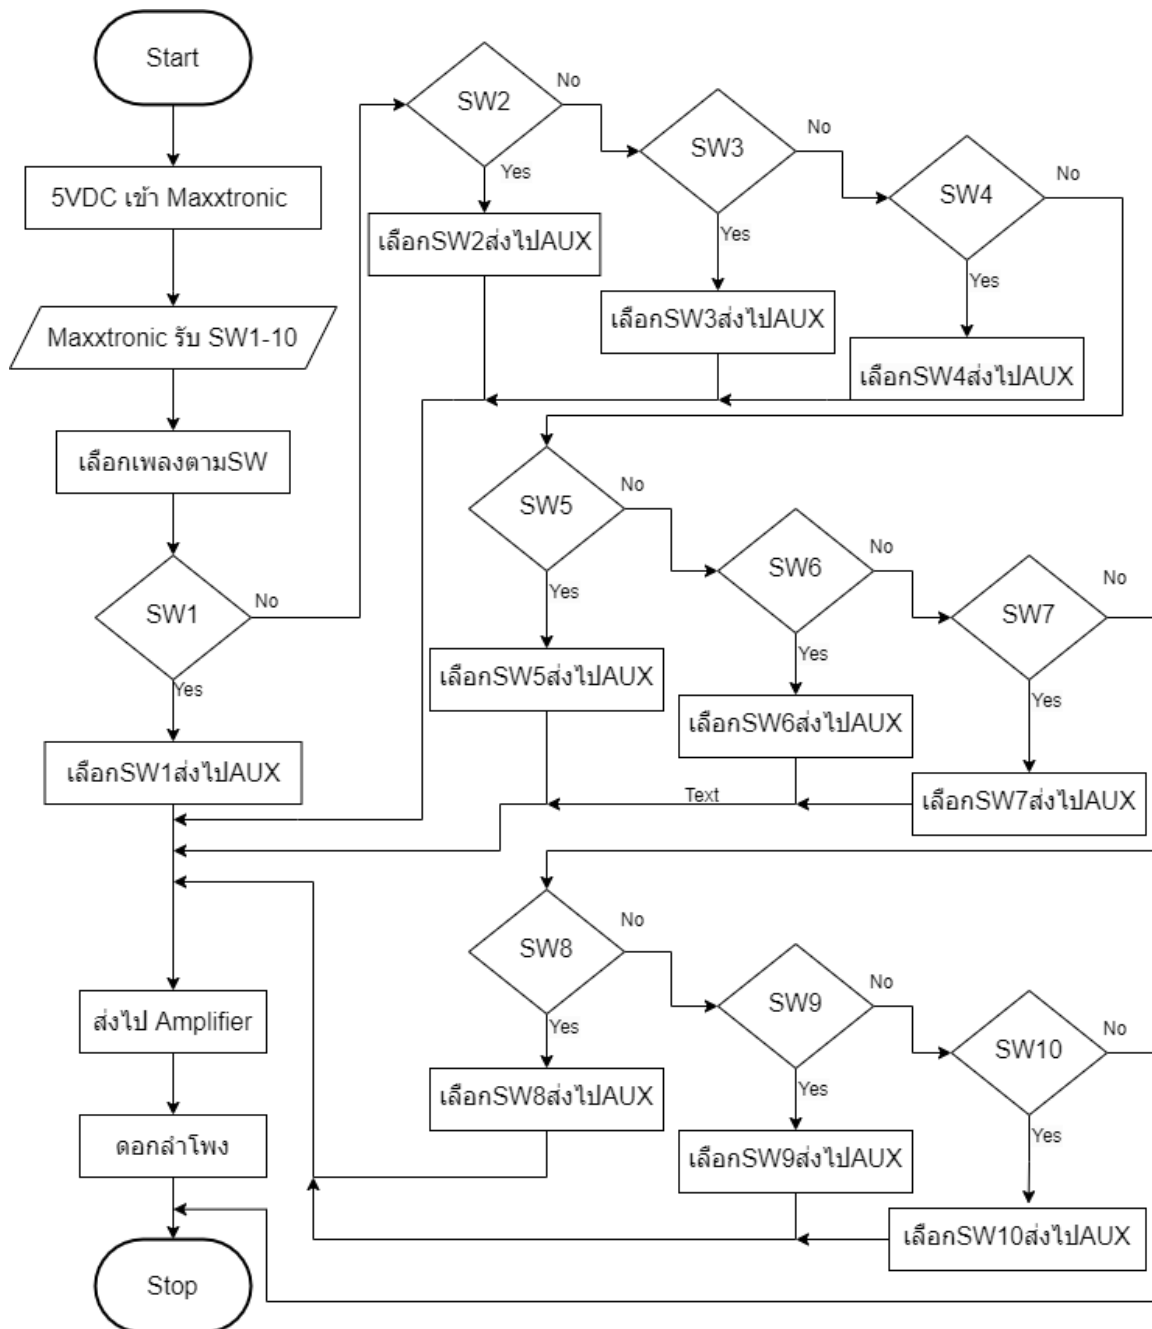 Start
5VDC เข้า Maxxtronic
Maxxtronic รับ SW1-10
เลือกเพลงตามSW
SW1
No
Yes
เลือกSW1ส่งไปAUX
SW2
No
Yes
เลือกSW2ส่งไปAUX
SW3
No
Yes
เลือกSW3ส่งไปAUX
SW4
No
Yes
เลือกSW4ส่งไปAUX
SW5
No
Yes
เลือกSW5ส่งไปAUX
SW6
No
Yes
เลือกSW6ส่งไปAUX
SW7
No
Yes
เลือกSW7ส่งไปAUX
Text
SW8
No
Yes
เลือกSW8ส่งไปAUX
SW9
No
Yes
เลือกSW9ส่งไปAUX
SW10
No
Yes
เลือกSW10ส่งไปAUX
ส่งไป Amplifier
ดอกลำโพง
Stop